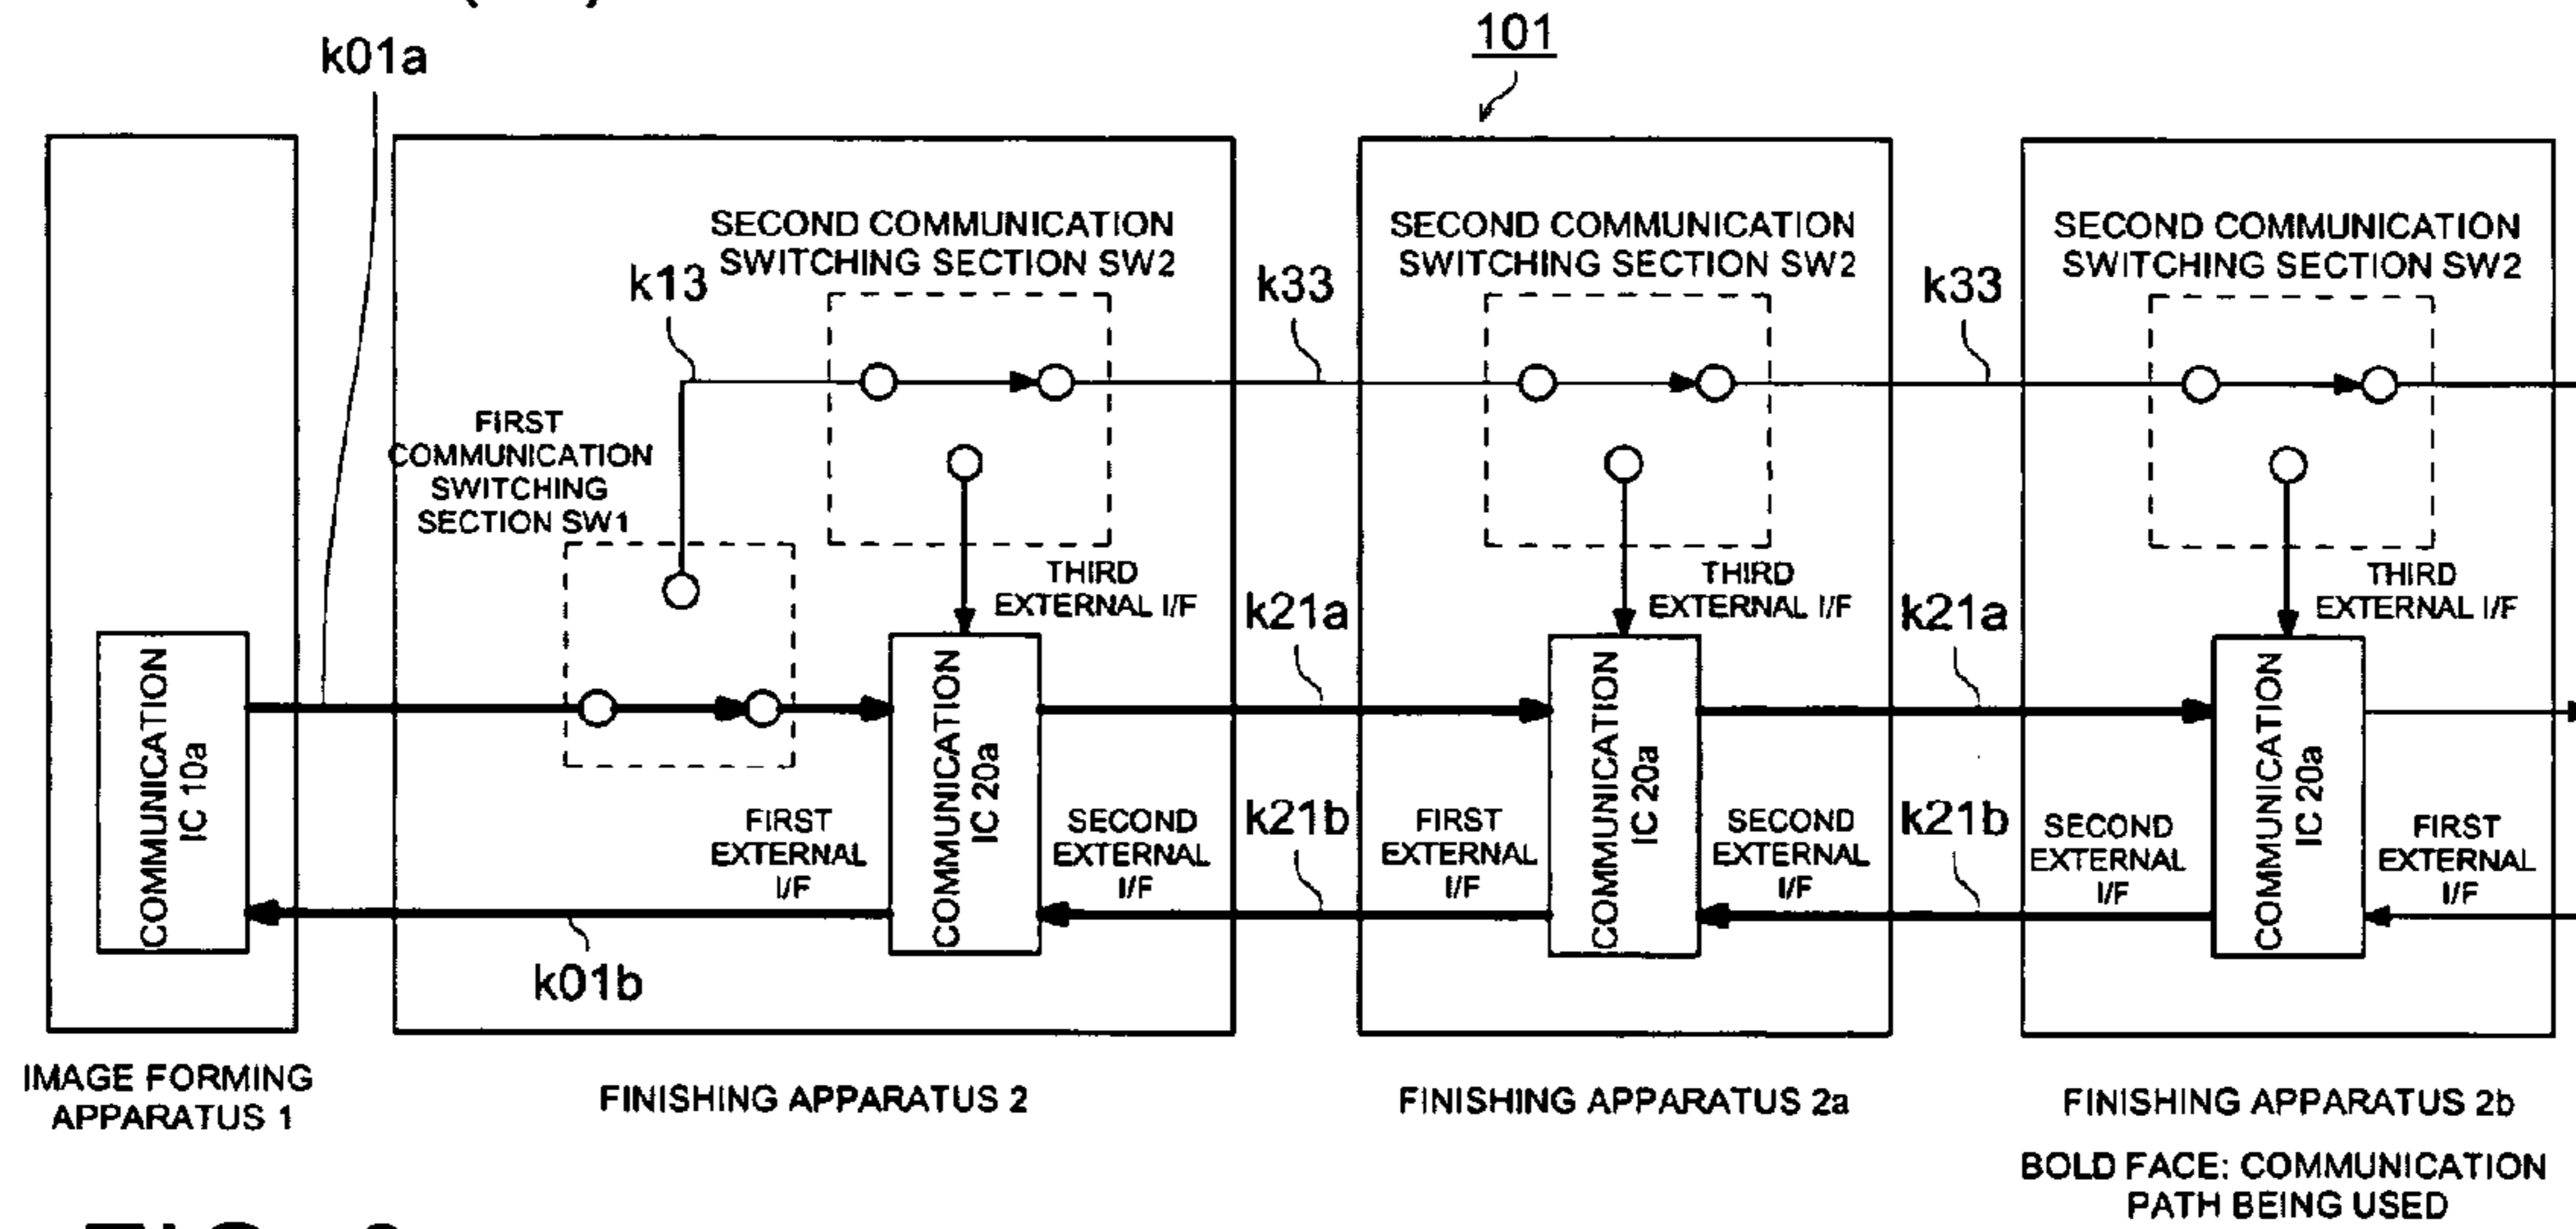 101
k01a
SECOND COMMUNICATION
SWITCHING SECTION SW2
SECOND COMMUNICATION
SWITCHING SECTION SW2
SECOND COMMUNICATION
SWITCHING SECTION SW2
k13
k33
k33
FIRST
COMMUNICATION
SWITCHING
SECTION SW1
THIRD
EXTERNAL I/F
THIRD
EXTERNAL I/F
THIRD
EXTERNAL I/F
k21a
k21a
COMMUNICATION
IC 10a
COMMUNICATION
IC 20a
COMMUNICATION
IC 20a
COMMUNICATION
IC 20a
FIRST
EXTERNAL
I/F
SECOND
EXTERNAL
I/F
k21b
FIRST
EXTERNAL
I/F
SECOND
EXTERNAL
I/F
k21b
SECOND
EXTERNAL
I/F
FIRST
EXTERNAL
I/F
k01b
IMAGE FORMING
APPARATUS 1
FINISHING APPARATUS 2
FINISHING APPARATUS 2a
FINISHING APPARATUS 2b
BOLD FACE: COMMUNICATION
PATH BEING USED